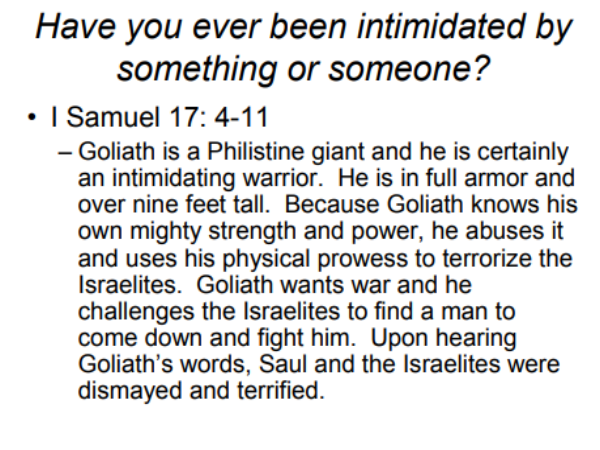 Have you ever been intimidated by
something or someone?
• I Samuel 17: 4-11
– Goliath is a Philistine giant and he is certainly
an intimidating warrior.  He is in full armor and
over nine feet tall.  Because Goliath knows his
own mighty strength and power, he abuses it
and uses his physical prowess to terrorize the
Israelites.  Goliath wants war and he
challenges the Israelites to find a man to
come down and fight him.  Upon hearing
Goliath’s words, Saul and the Israelites were
dismayed and terrified.